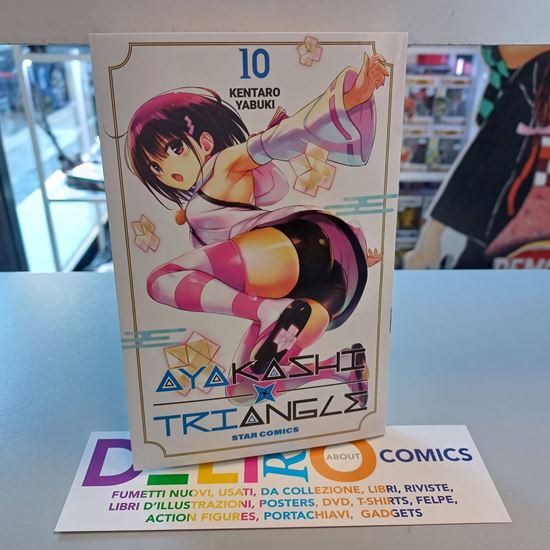 10
KENTARO
YABUKI
AYAKASHI
TRIANGLE
STAR COMICS
DELIRO
ABOUT
COMICS
FUMETTI NUOVI, USATI, DA COLLEZIONE, LIBRI, RIVISTE,
LIBRI D'ILLUSTRAZIONI, POSTERS, DVD, T-SHIRTS, FELPE,
ACTION FIGURES, PORTACHIAVI, GADGETS